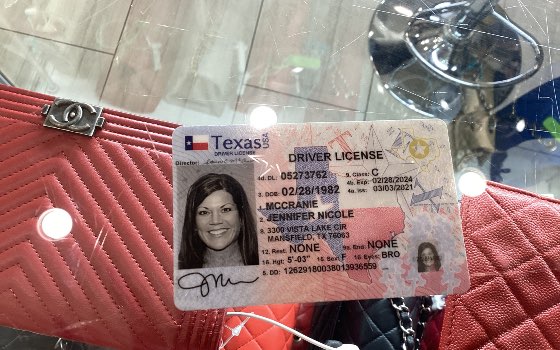 Texas USA
DRIVER LICENSE
Director:
DRIVER LICENSE
4d. DL: 05273762 9. Class: C
4b. Exp: 02/28/2024
3. DOB: 02/28/1982 4a. Iss: 03/03/2021
1. MCCRANIE
2. JENNIFER NICOLE
8. 3300 VISTA LAKE CIR
MANSFIELD, TX 76063
12. Rest: NONE 9a. End: NONE
16. Hgt: 5'-03" 15. Sex: F 18. Eyes: BRO
5. DD: 12629180038013936559